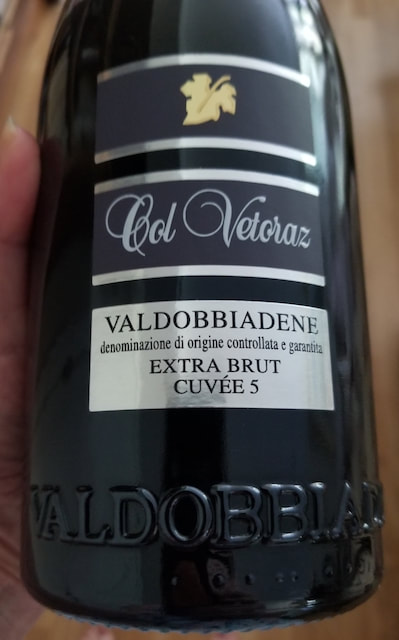 Col Vetoraz
VALDOBBIADENE
denominazione di origine controllata e garantita
EXTRA BRUT
CUVÉE 5
VALDOBBIAD